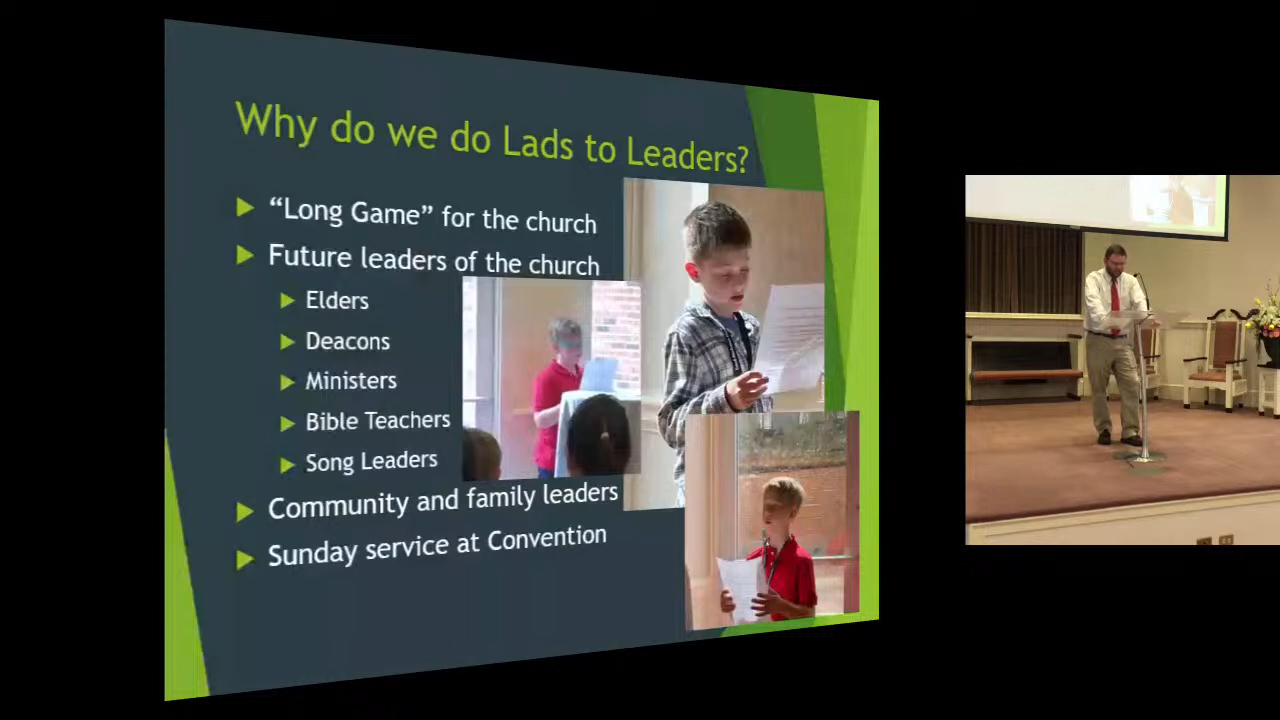 Why do we do Lads to Leaders?
“Long Game” for the church
Future leaders of the church
Elders
Deacons
Ministers
Bible Teachers
Song Leaders
Community and family leaders
Sunday service at Convention